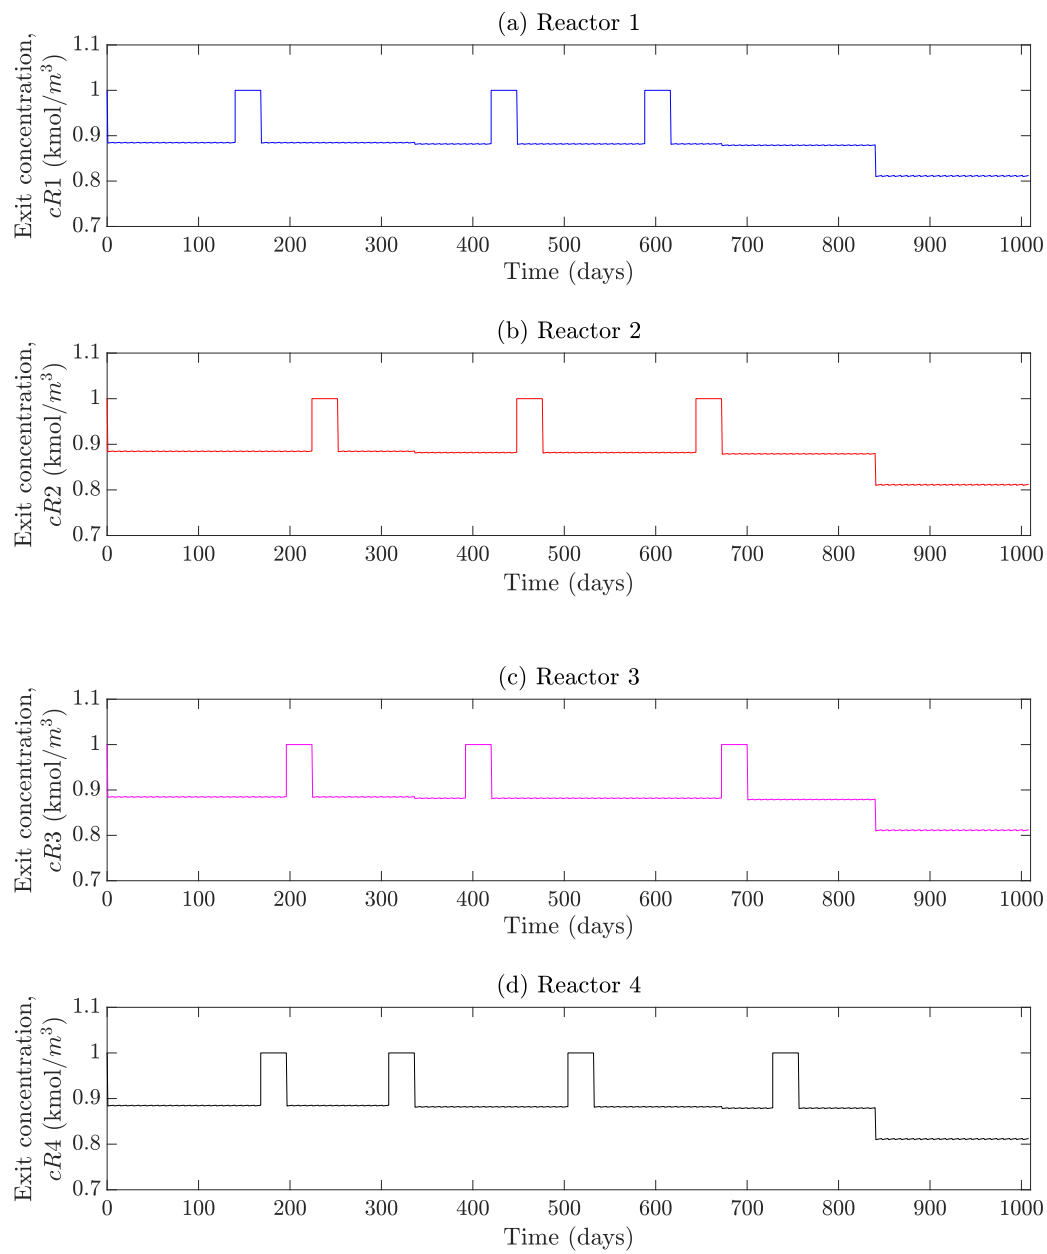 (a) Reactor 1
Exit concentration,
cR1 (kmol/m³)
1.1
1
0.9
0.8
0.7
0 100 200 300 400 500 600 700 800 900 1000
Time (days)
(b) Reactor 2
Exit concentration,
cR2 (kmol/m³)
1.1
1
0.9
0.8
0.7
0 100 200 300 400 500 600 700 800 900 1000
Time (days)
(c) Reactor 3
Exit concentration,
cR3 (kmol/m³)
1.1
1
0.9
0.8
0.7
0 100 200 300 400 500 600 700 800 900 1000
Time (days)
(d) Reactor 4
Exit concentration,
cR4 (kmol/m³)
1.1
1
0.9
0.8
0.7
0 100 200 300 400 500 600 700 800 900 1000
Time (days)